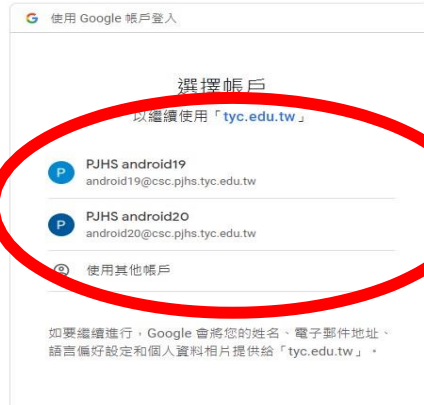 使用 Google 帳戶登入
選擇帳戶
以繼續使用「tyc.edu.tw」
P
PJHS android19
android19@csc.pjhs.tyc.edu.tw
P
PJHS android20
android20@csc.pjhs.tyc.edu.tw
使用其他帳戶
如要繼續進行，Google 會將您的姓名、電子郵件地址、
語言偏好設定和個人資料相片提供給「tyc.edu.tw」。